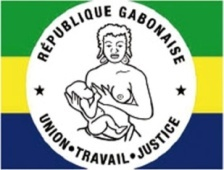 RÉPUBLIQUE GABONAISE
UNION • TRAVAIL • JUSTICE